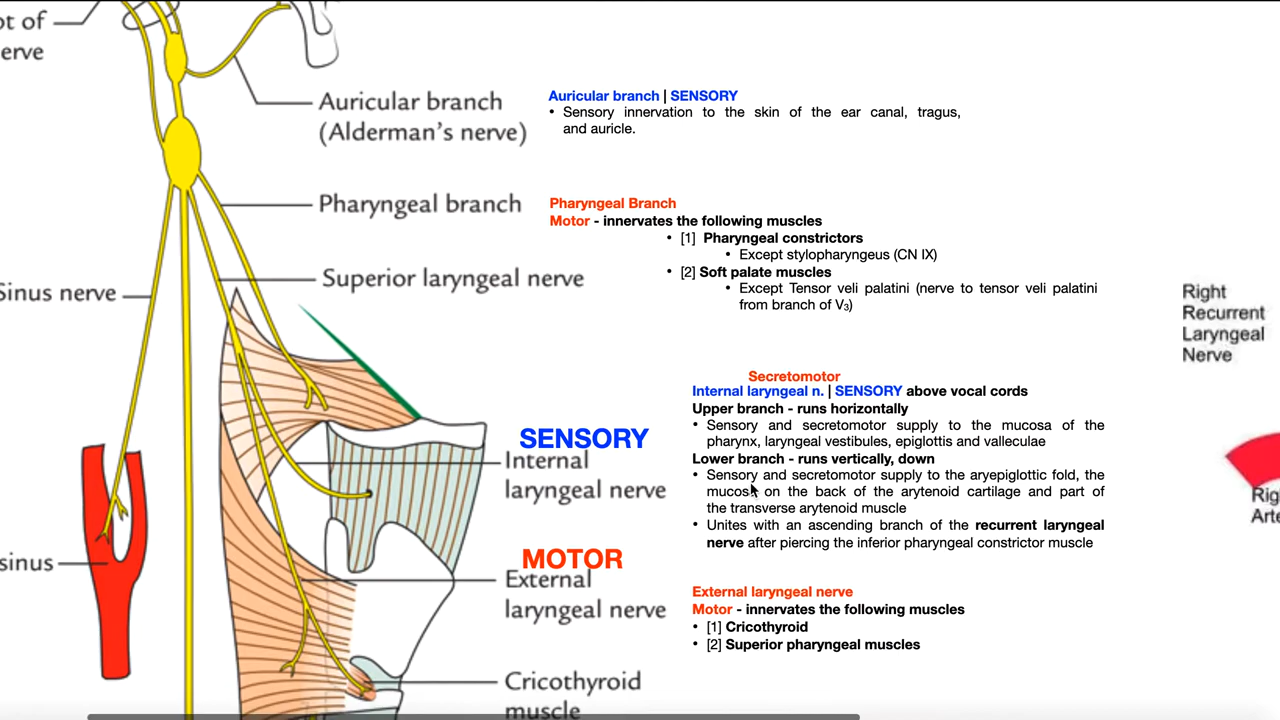 ot of
erve
Auricular branch
(Alderman's nerve)
Auricular branch | SENSORY
• Sensory innervation to the skin of the ear canal, tragus,
and auricle.
Pharyngeal branch
Pharyngeal Branch
Motor - innervates the following muscles
• [1] Pharyngeal constrictors
• Except stylopharyngeus (CN IX)
• [2] Soft palate muscles
• Except Tensor veli palatini (nerve to tensor veli palatini
from branch of V3)
Superior laryngeal nerve
Sinus nerve
Right
Recurrent
Laryngeal
Nerve
Secretomotor
Internal laryngeal n. | SENSORY above vocal cords
Upper branch - runs horizontally
• Sensory and secretomotor supply to the mucosa of the
pharynx, laryngeal vestibules, epiglottis and valleculae
Lower branch - runs vertically, down
• Sensory and secretomotor supply to the aryepiglottic fold, the
mucosa on the back of the arytenoid cartilage and part of
the transverse arytenoid muscle
• Unites with an ascending branch of the recurrent laryngeal
nerve after piercing the inferior pharyngeal constrictor muscle
SENSORY
Internal
laryngeal nerve
Rig
Arte
sinus
MOTOR
External
laryngeal nerve
External laryngeal nerve
Motor - innervates the following muscles
• [1] Cricothyroid
• [2] Superior pharyngeal muscles
Cricothyroid
muscle